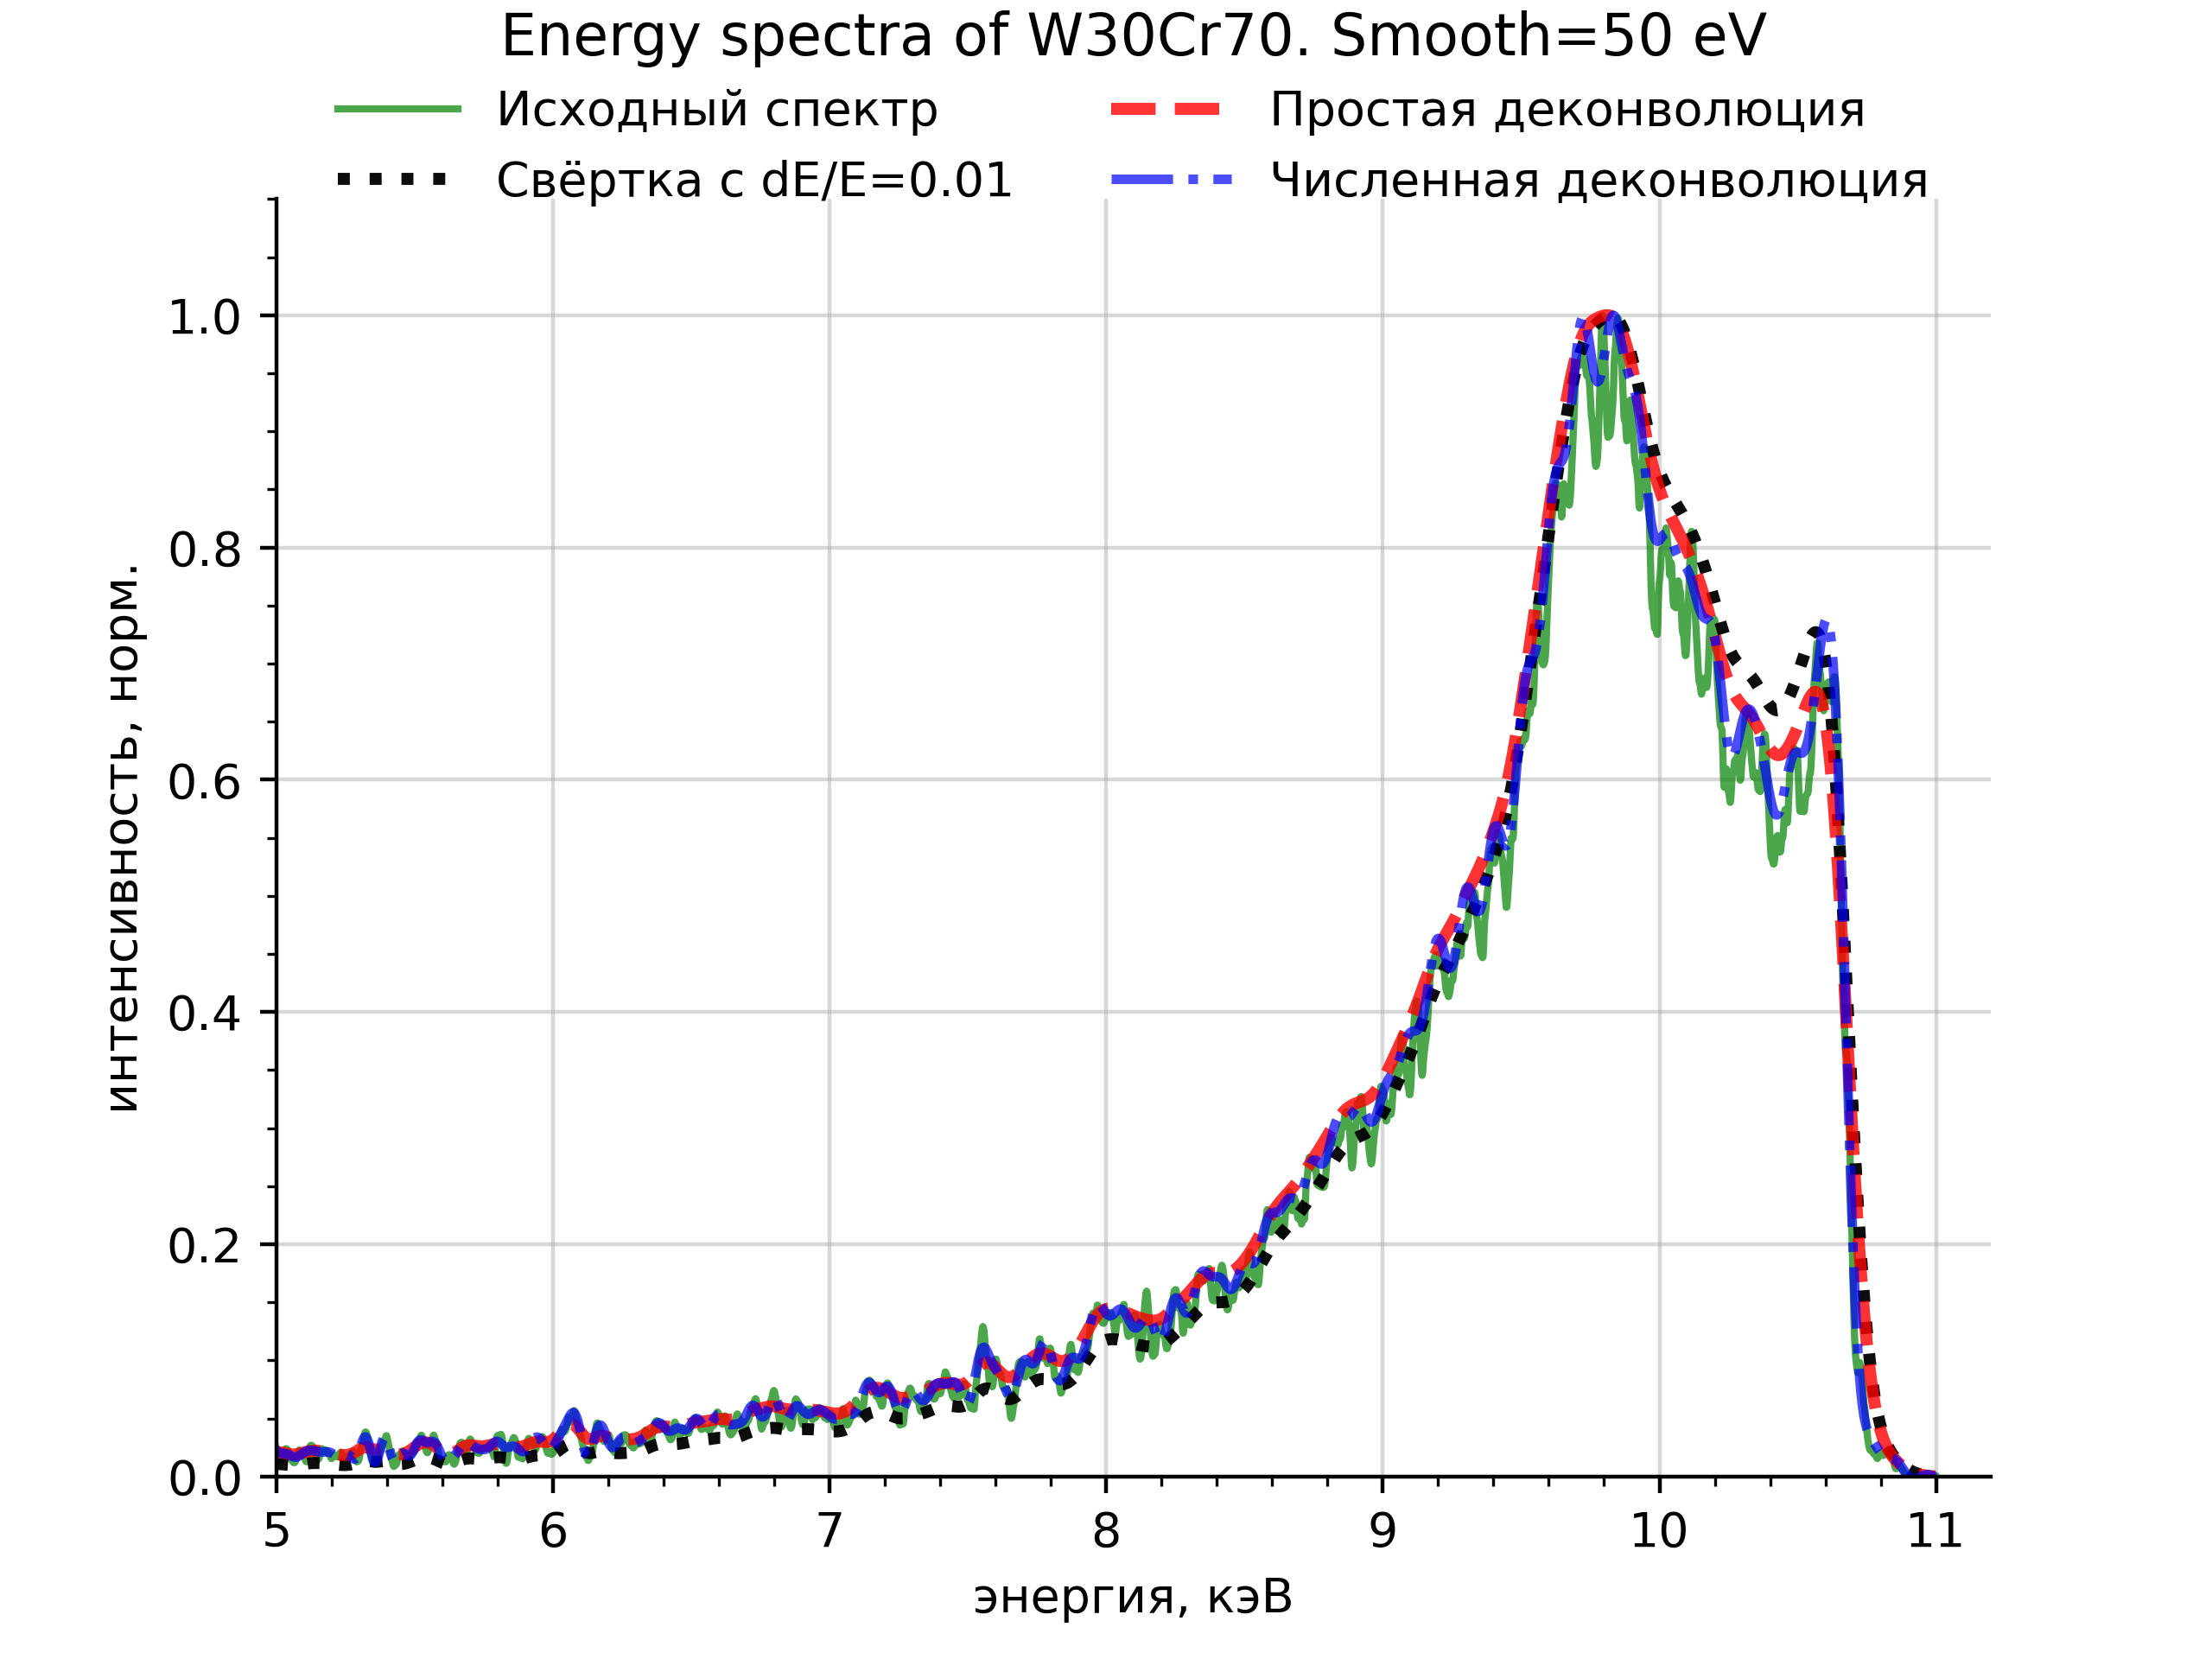 Energy spectra of W30Cr70. Smooth=50 eV
Исходный спектр
Свёртка с dE/E=0.01
Простая деконволюция
Численная деконволюция
интенсивность, норм.
1.0
0.8
0.6
0.4
0.2
0.0
5 6 7 8 9 10 11
энергия, кэВ